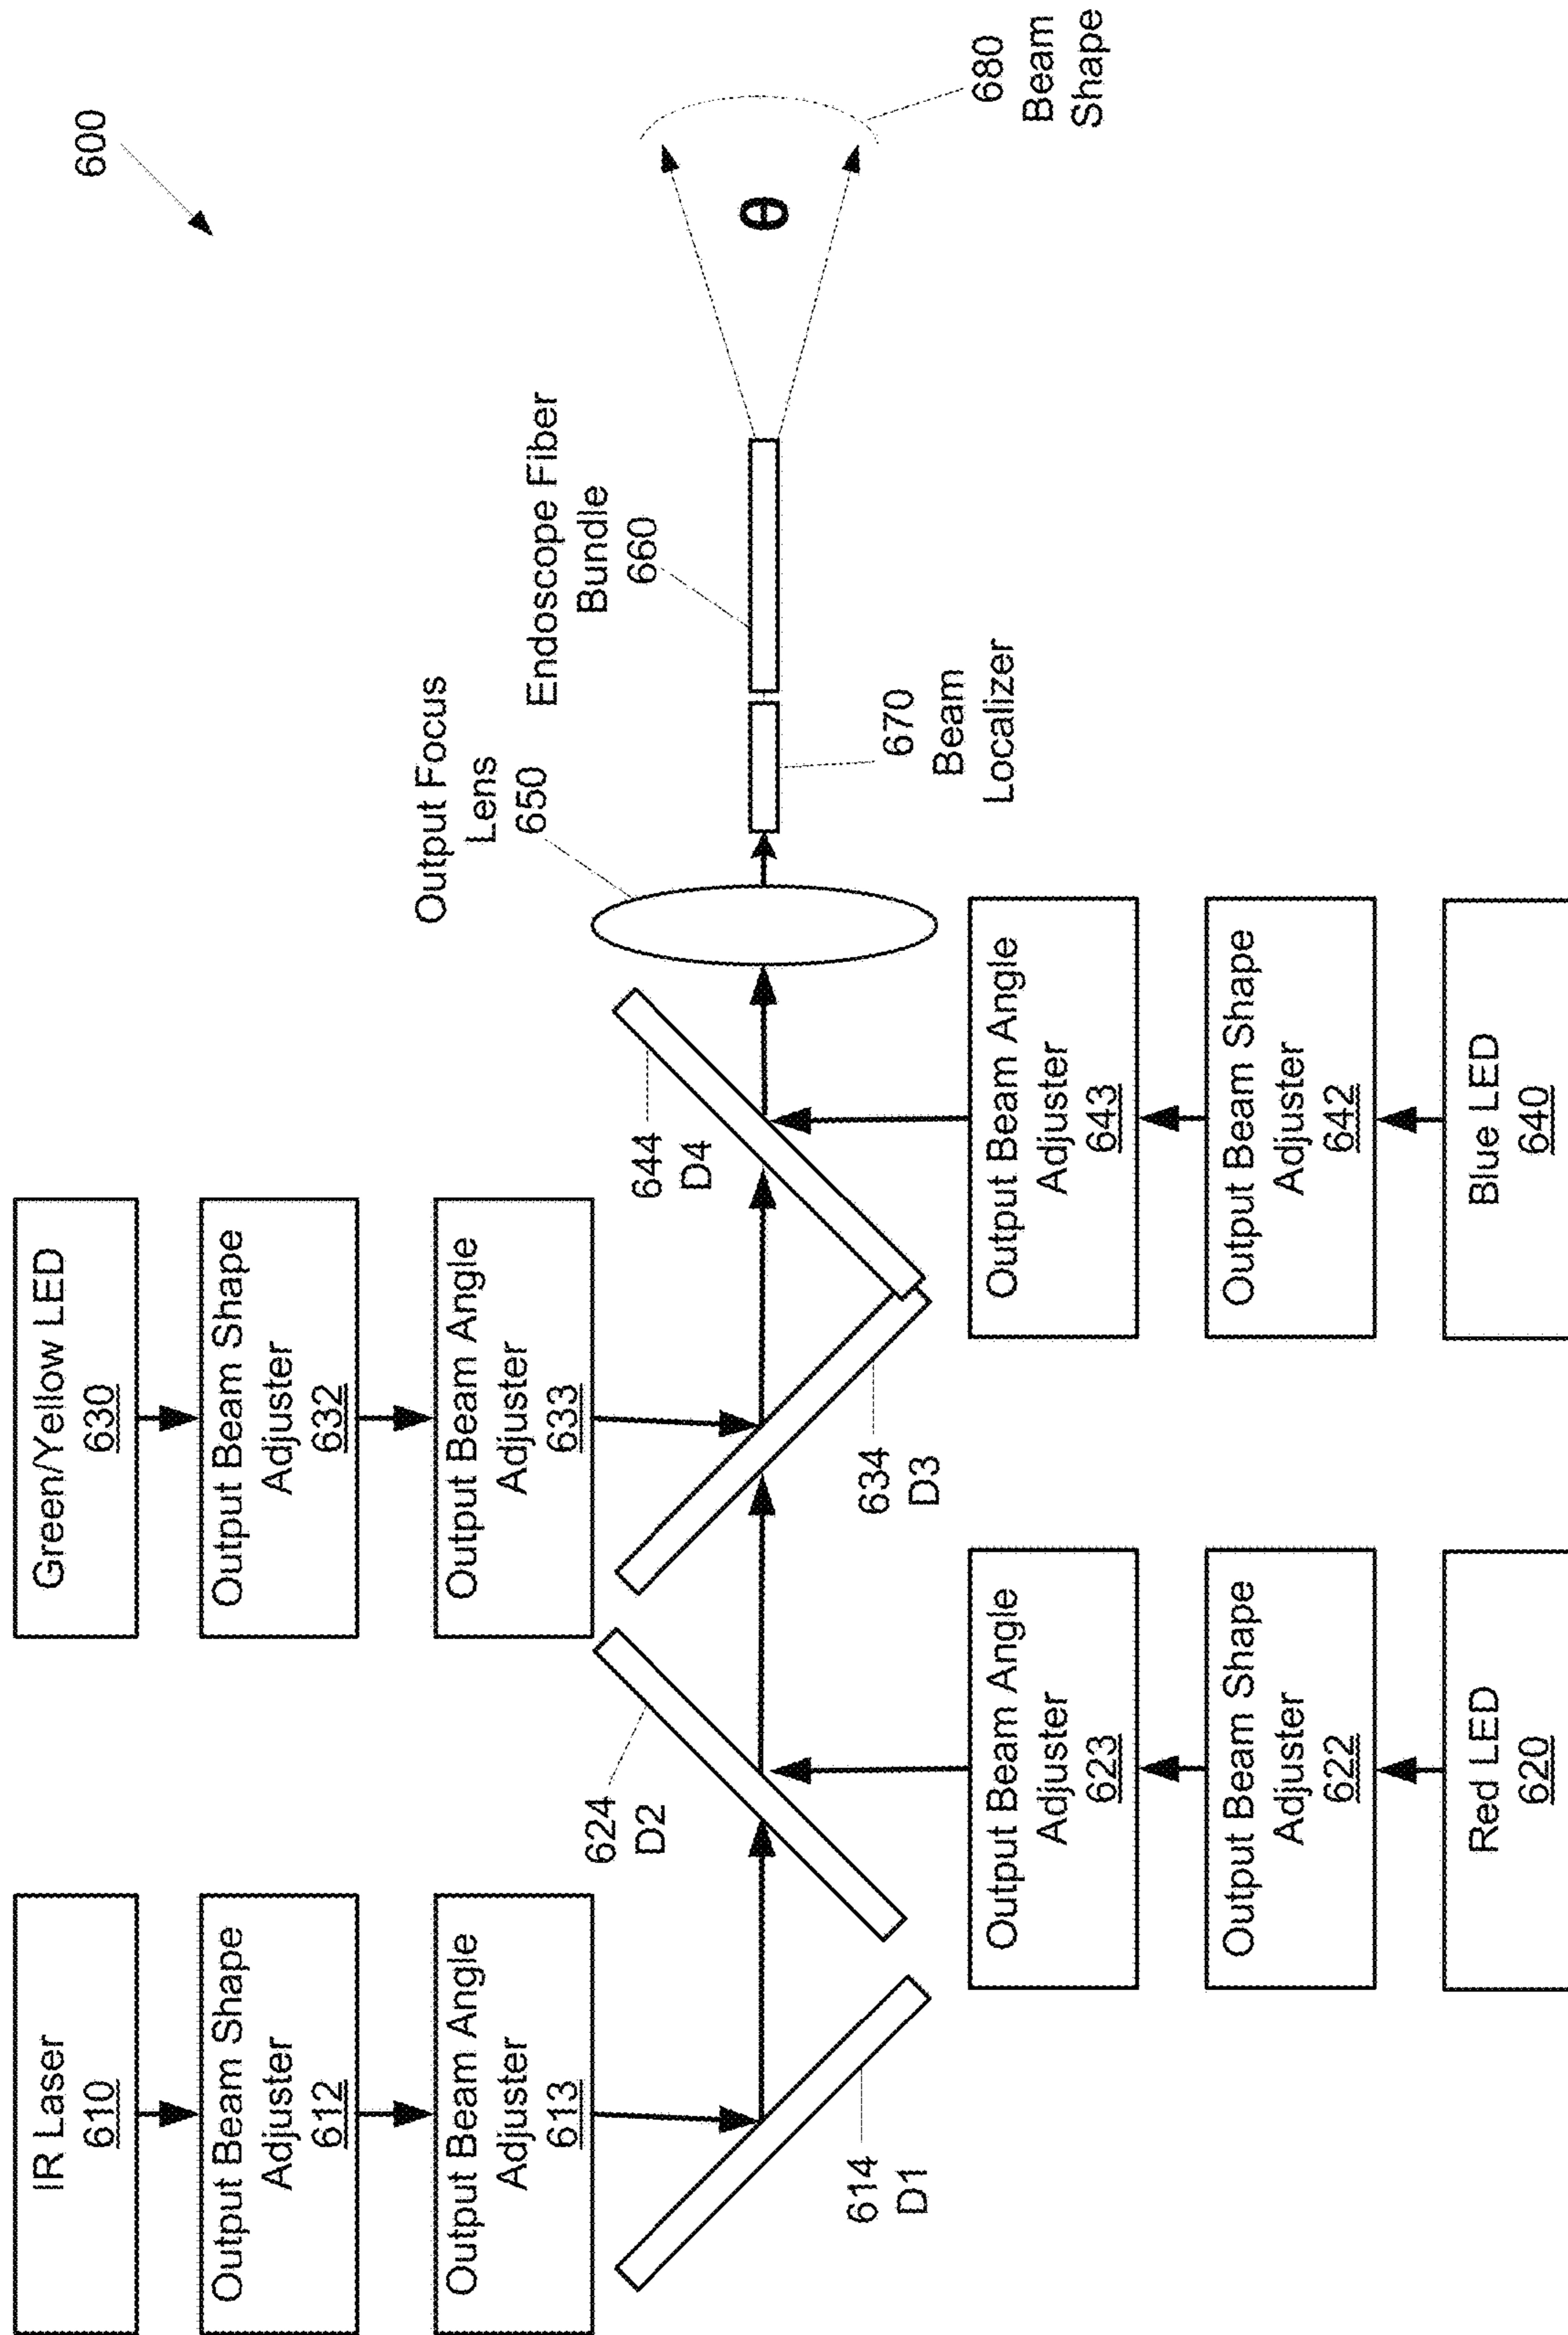 600
IR Laser
610
Output Beam Shape
Adjuster
612
Output Beam Angle
Adjuster
613
614
D1
Green/Yellow LED
630
Output Beam Shape
Adjuster
632
Output Beam Angle
Adjuster
633
624
D2
634
D3
644
D4
Output Focus
Lens
650
Endoscope Fiber
Bundle
660
670
Beam
Localizer
θ
680
Beam
Shape
Output Beam Angle
Adjuster
623
Output Beam Shape
Adjuster
622
Red LED
620
Output Beam Angle
Adjuster
643
Output Beam Shape
Adjuster
642
Blue LED
640